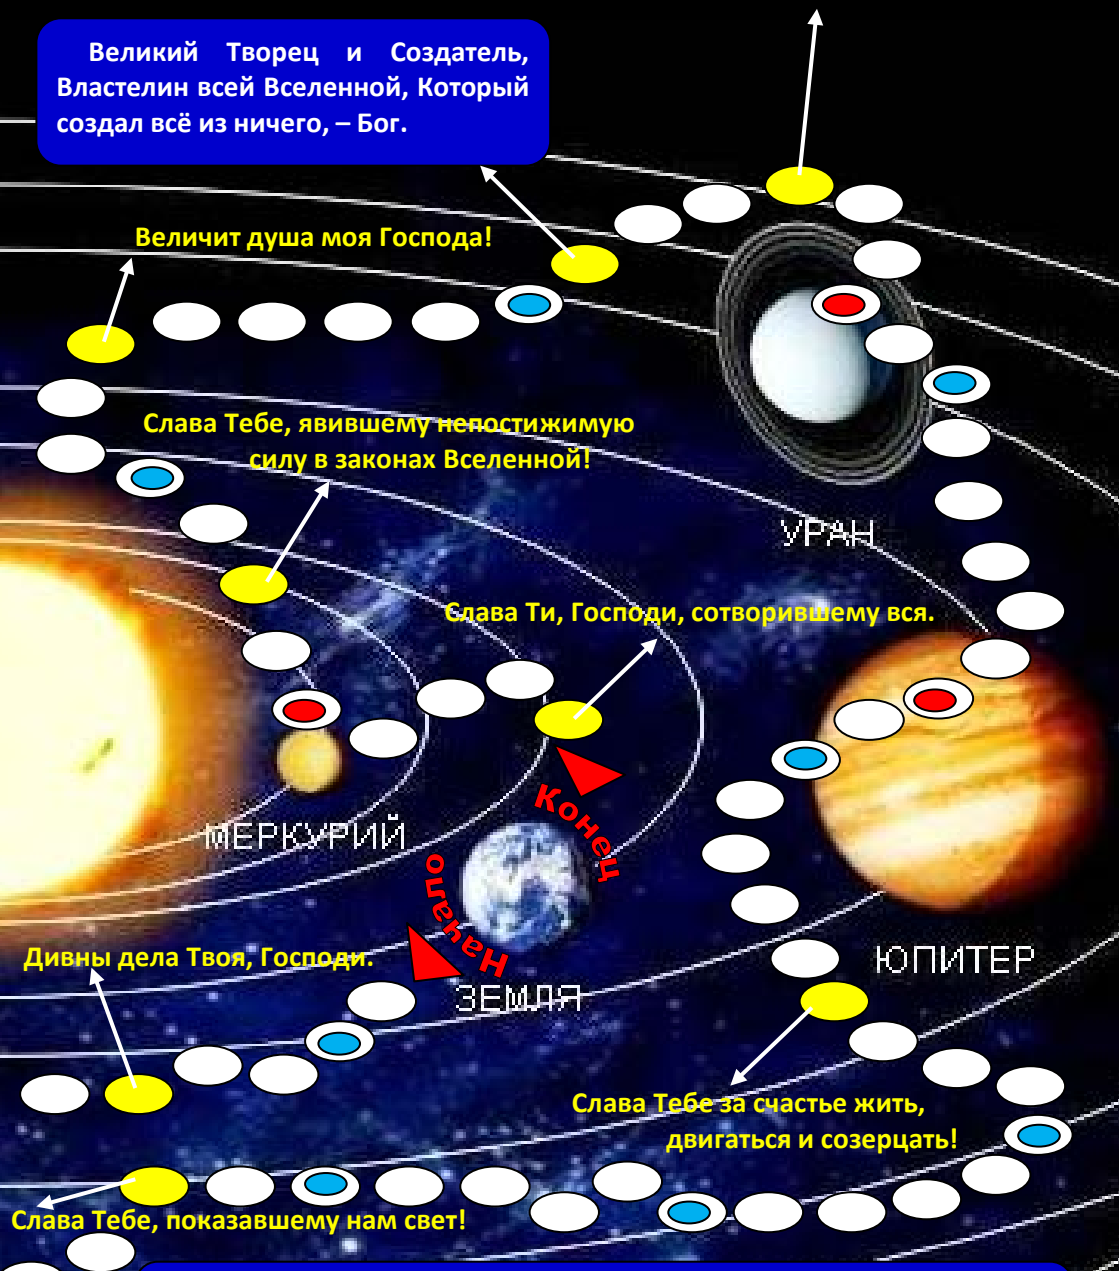 Великий Творец и Создатель,
Властелин всей Вселенной, Который
создал всё из ничего, – Бог.
Величит душа моя Господа!
Слава Тебе, явившему непостижимую
силу в законах Вселенной!
УРАН
Слава Ти, Господи, сотворившему вся.
Конец
МЕРКУРИЙ
Начало
Дивны дела Твоя, Господи.
ЮПИТЕР
ЗЕМЛЯ
Слава Тебе за счастье жить,
двигаться и созерцать!
Слава Тебе, показавшему нам свет!